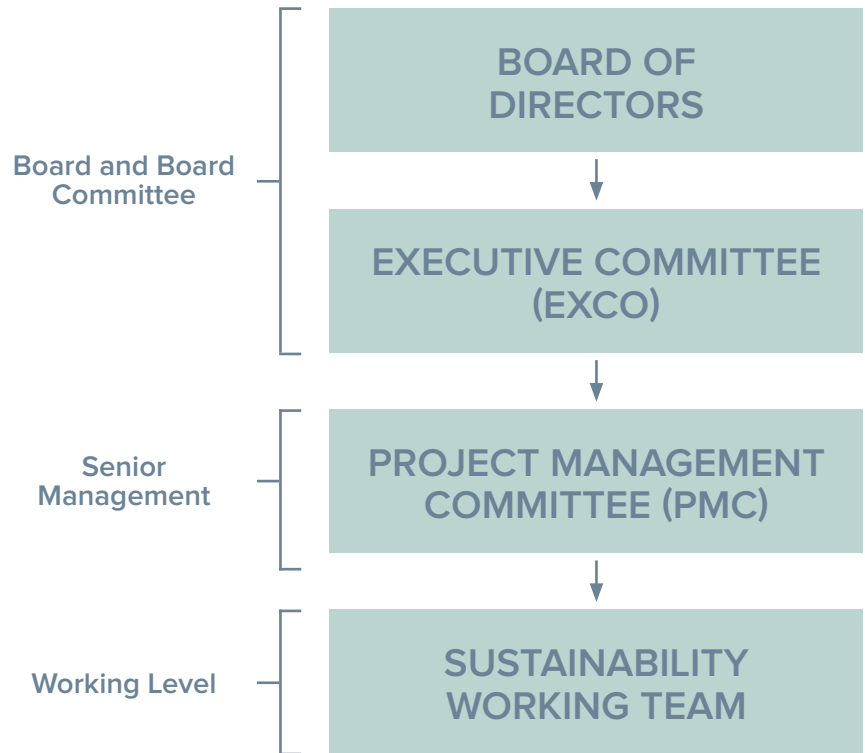 BOARD OF
DIRECTORS
Board and Board
Committee
EXECUTIVE COMMITTEE
(EXCO)
Senior
Management
PROJECT MANAGEMENT
COMMITTEE (PMC)
Working Level
SUSTAINABILITY
WORKING TEAM